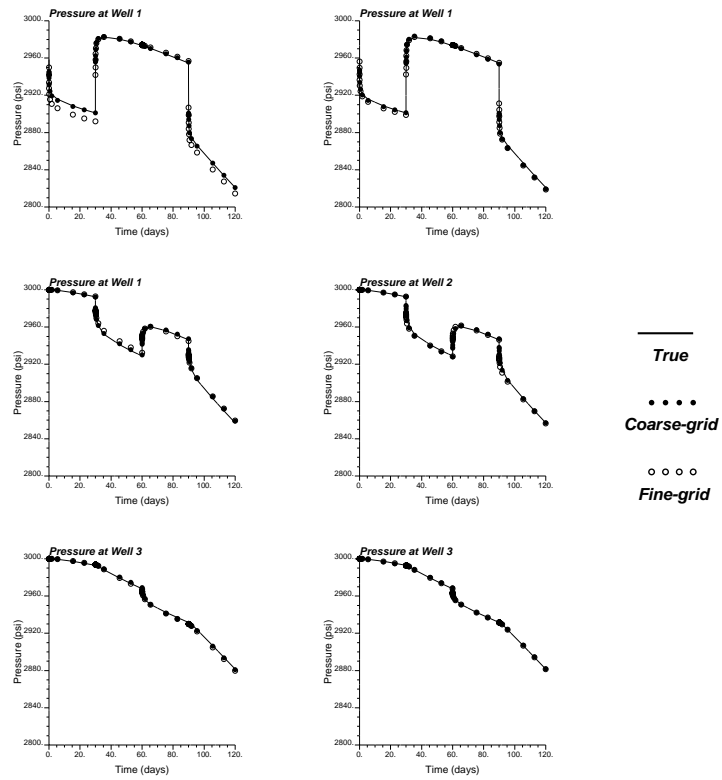 Pressure at Well 1
Pressure (psi)
3000.
2960.
2920.
2880.
2840.
2800.
0. 20. 40. 60. 80. 100. 120.
Time (days)
Pressure at Well 1
Pressure (psi)
3000.
2960.
2920.
2880.
2840.
2800.
0. 20. 40. 60. 80. 100. 120.
Time (days)
Pressure at Well 1
Pressure (psi)
3000.
2960.
2920.
2880.
2840.
2800.
0. 20. 40. 60. 80. 100. 120.
Time (days)
Pressure at Well 2
Pressure (psi)
3000.
2960.
2920.
2880.
2840.
2800.
0. 20. 40. 60. 80. 100. 120.
Time (days)
True
Coarse-grid
Fine-grid
Pressure at Well 3
Pressure (psi)
3000.
2960.
2920.
2880.
2840.
2800.
0. 20. 40. 60. 80. 100. 120.
Time (days)
Pressure at Well 3
Pressure (psi)
3000.
2960.
2920.
2880.
2840.
2800.
0. 20. 40. 60. 80. 100. 120.
Time (days)